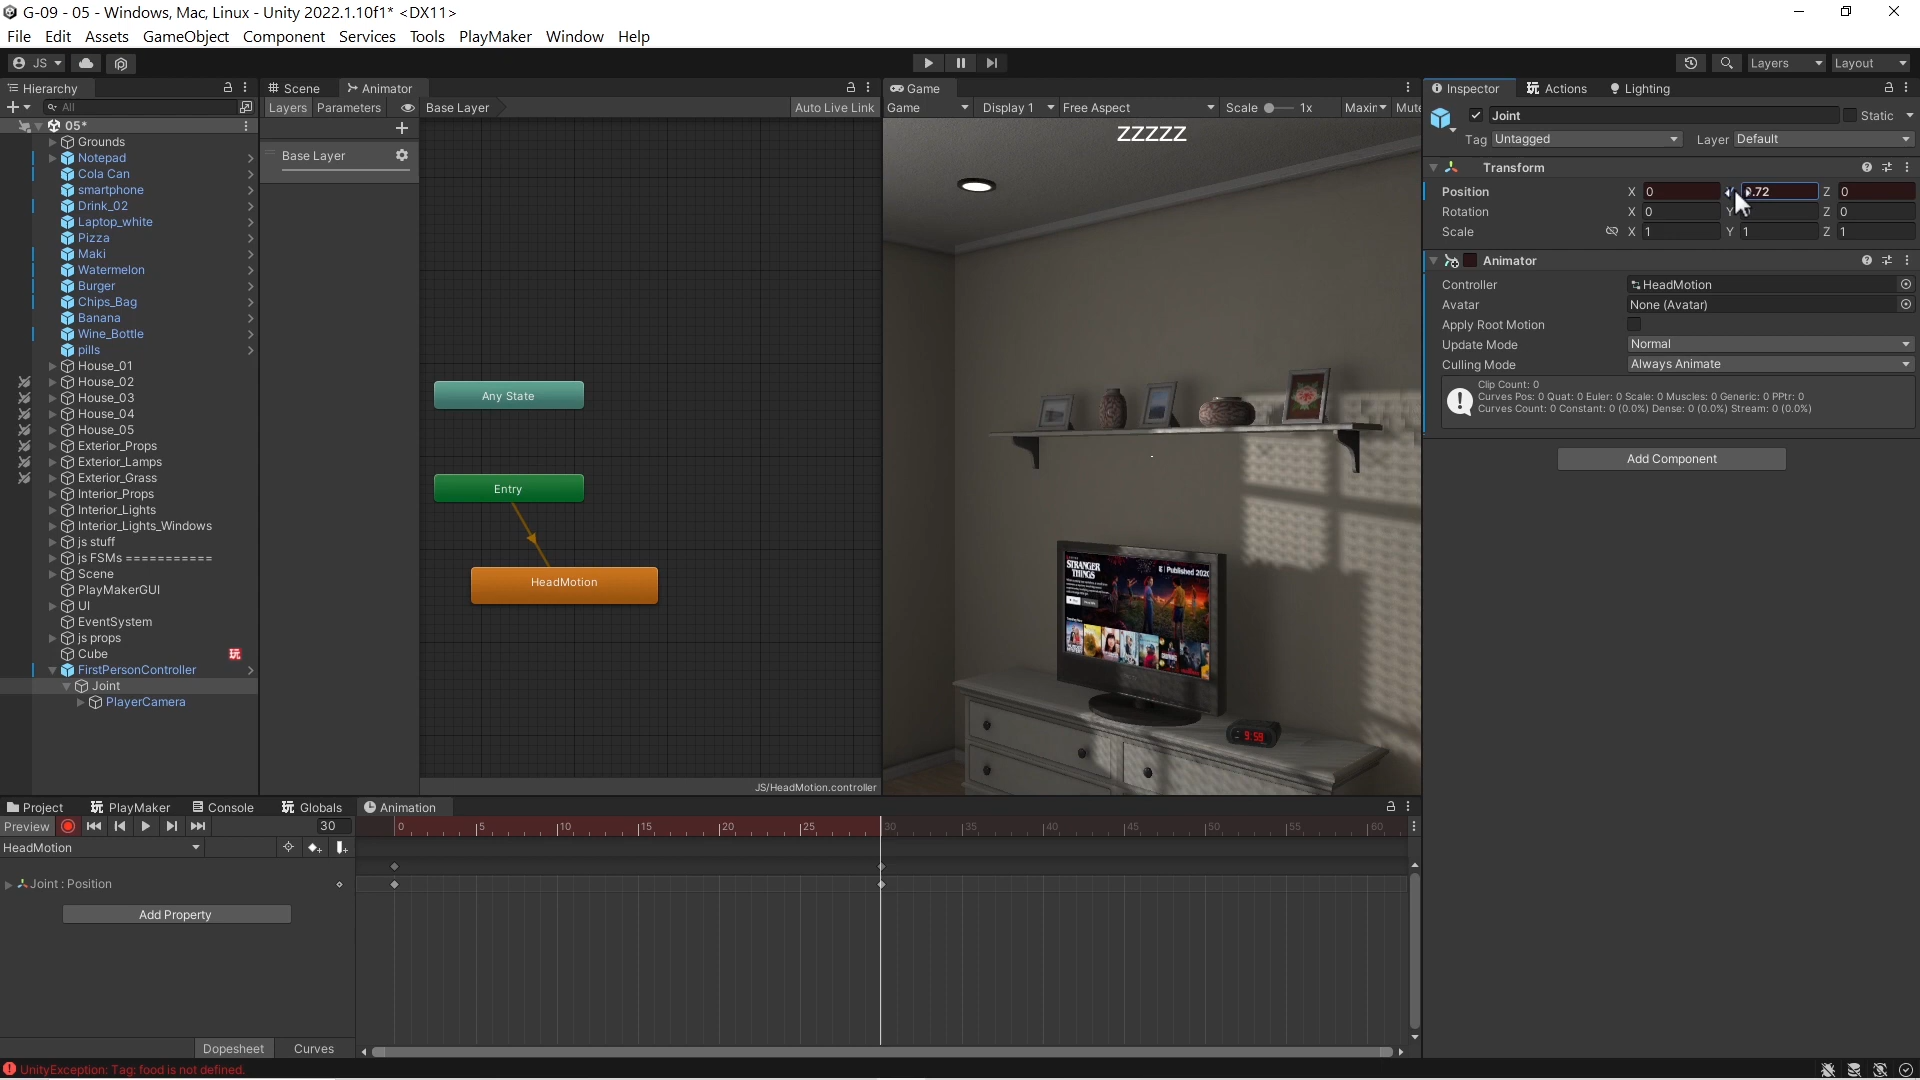 G-09 - 05 - Windows, Mac, Linux - Unity 2022.1.10f1* <DX11>
File Edit Assets GameObject Component Services Tools PlayMaker Window Help
JS Layers Layout
Hierarchy
All
05*
Grounds
Notepad
Cola Can
smartphone
Drink_02
Laptop_white
Pizza
Maki
Watermelon
Burger
Chips_Bag
Banana
Wine_Bottle
pills
House_01
House_02
House_03
House_04
House_05
Exterior_Props
Exterior_Lamps
Exterior_Grass
Interior_Props
Interior_Lights
Interior_Lights_Windows
js stuff
js FSMs ===========
Scene
PlayMakerGUI
UI
EventSystem
js props
Cube 玩
FirstPersonController
Joint
PlayerCamera
Scene Animator
Layers Parameters Base Layer Auto Live Link
Base Layer
Any State
Entry
HeadMotion
JS/HeadMotion.controller
Game
Game Display 1 Free Aspect Scale 1x Maxin Mute
ZZZZZ
STRANGER
THINGS
Published 2020
9:59
Inspector Actions Lighting
Joint Static
Tag Untagged Layer Default
Transform
Position X 0 .72 Z 0
Rotation X 0 Y Z 0
Scale X 1 Y 1 Z 1
Animator
Controller HeadMotion
Avatar None (Avatar)
Apply Root Motion
Update Mode Normal
Culling Mode Always Animate
Clip Count: 0
Curves Pos: 0 Quat: 0 Euler: 0 Scale: 0 Muscles: 0 Generic: 0 PPtr: 0
Curves Count: 0 Constant: 0 (0.0%) Dense: 0 (0.0%) Stream: 0 (0.0%)
Add Component
Project PlayMaker Console Globals Animation
Preview 30 0 5 10 15 20 25 30 35 40 45 50 55 60
HeadMotion
Joint : Position
Add Property
Dopesheet Curves
UnityException: Tag: food is not defined.